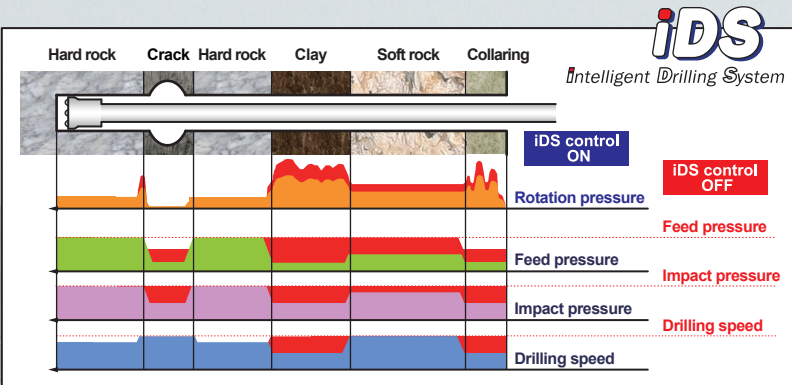 iDS
Intelligent Drilling System
Hard rock Crack Hard rock Clay Soft rock Collaring
iDS control
ON
iDS control
OFF
Rotation pressure
Feed pressure
Feed pressure
Impact pressure
Impact pressure
Drilling speed
Drilling speed